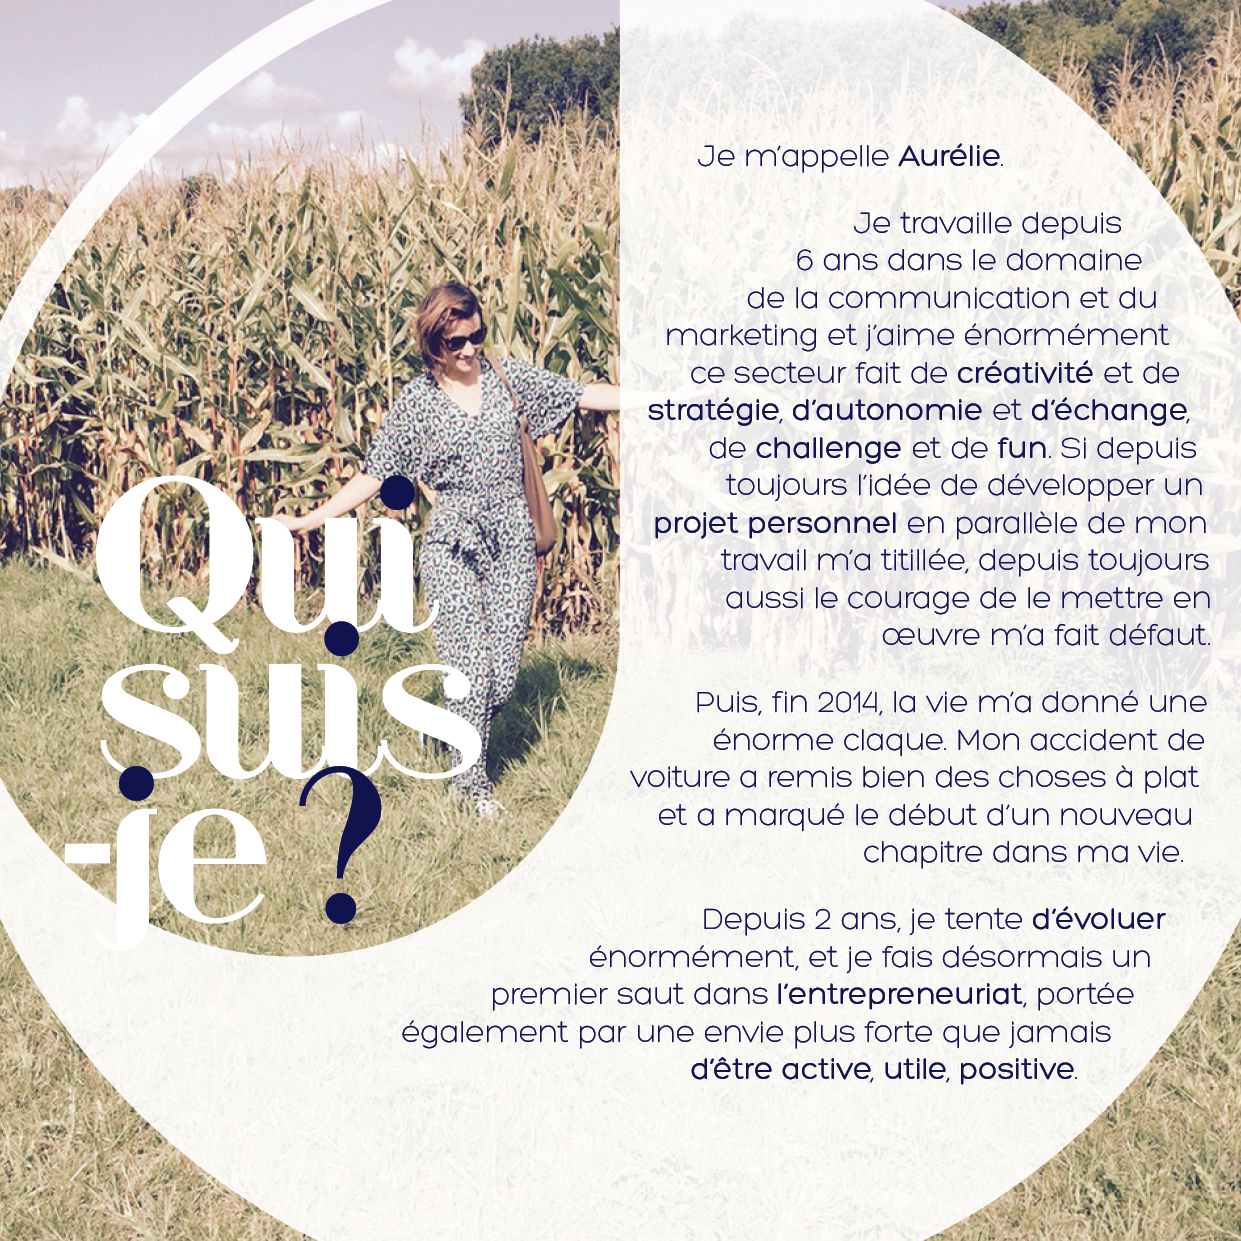 Qui
suis
-je ?
Je m'appelle Aurélie.
Je travaille depuis
6 ans dans le domaine
de la communication et du
marketing et j'aime énormément
ce secteur fait de créativité et de
stratégie, d'autonomie et d'échange,
de challenge et de fun. Si depuis
toujours l'idée de développer un
projet personnel en parallèle de mon
travail m'a titillée, depuis toujours
aussi le courage de le mettre en
œuvre m'a fait défaut.
Puis, fin 2014, la vie m'a donné une
énorme claque. Mon accident de
voiture a remis bien des choses à plat
et a marqué le début d'un nouveau
chapitre dans ma vie.
Depuis 2 ans, je tente d'évoluer
énormément, et je fais désormais un
premier saut dans l'entrepreneuriat, portée
également par une envie plus forte que jamais
d'être active, utile, positive.